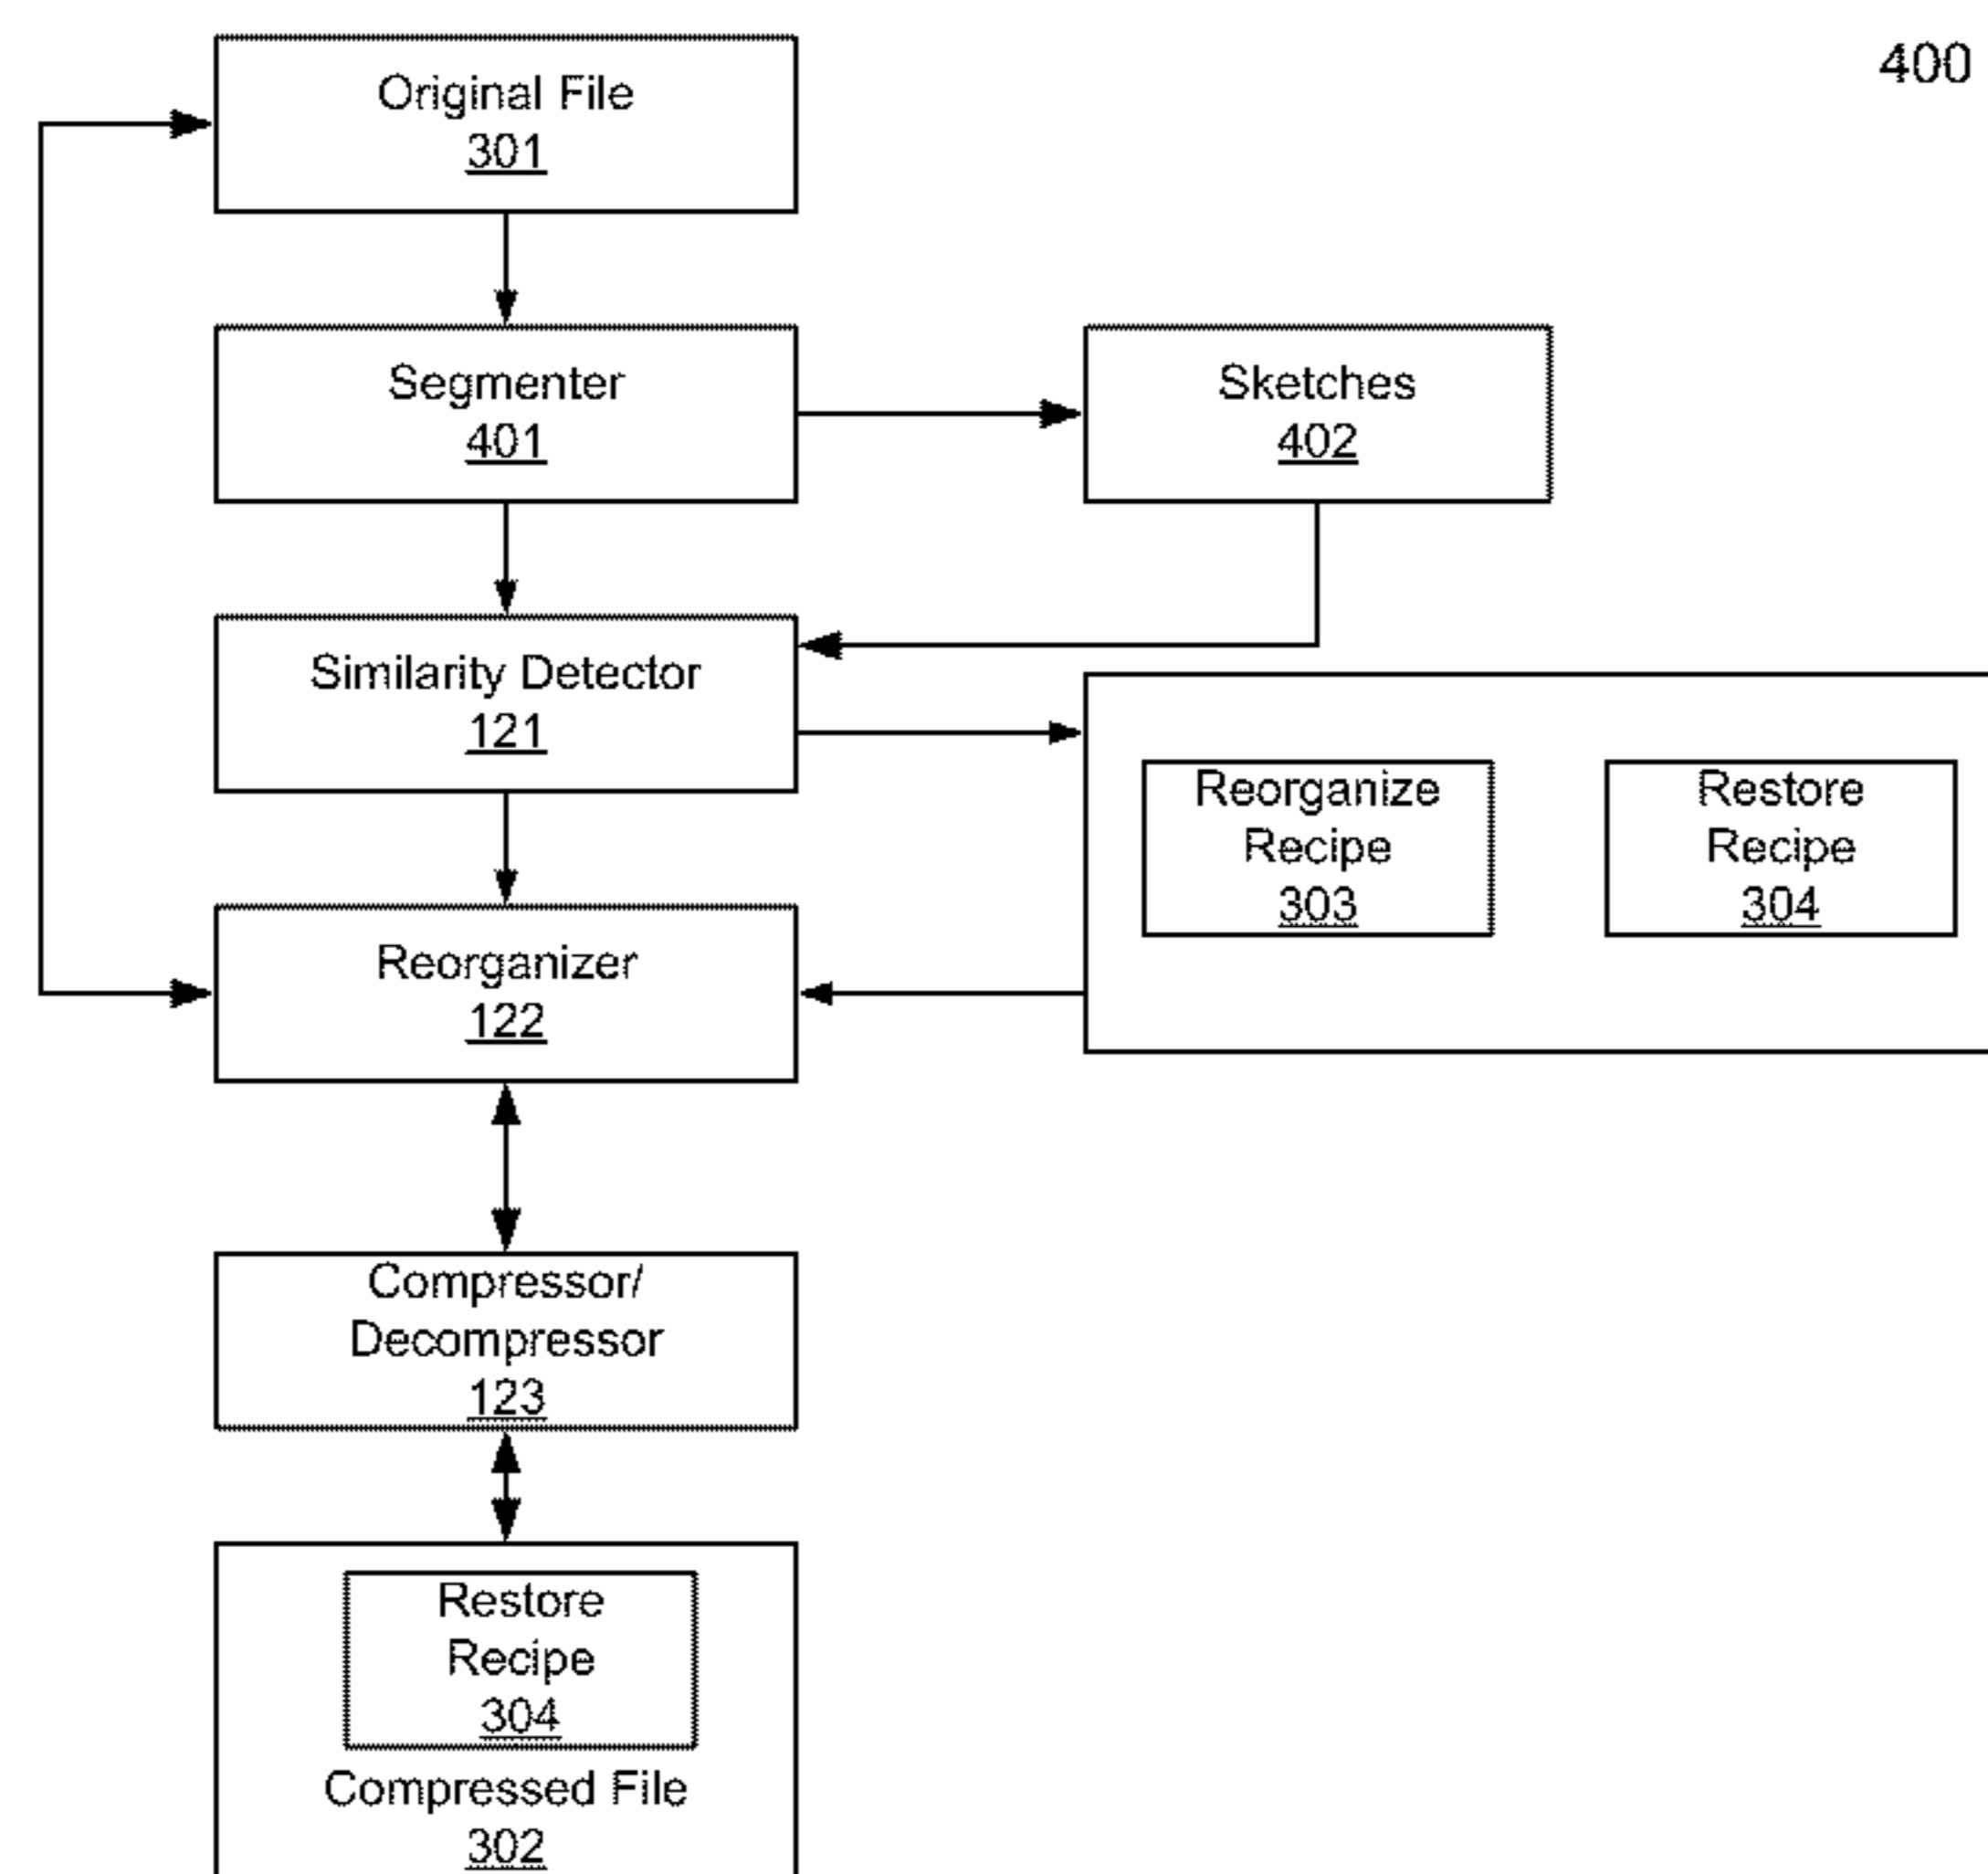 400
Original File
301
Segmenter
401
Sketches
402
Similarity Detector
121
Reorganize
Recipe
303
Restore
Recipe
304
Reorganizer
122
Compressor/
Decompressor
123
Restore
Recipe
304
Compressed File
302